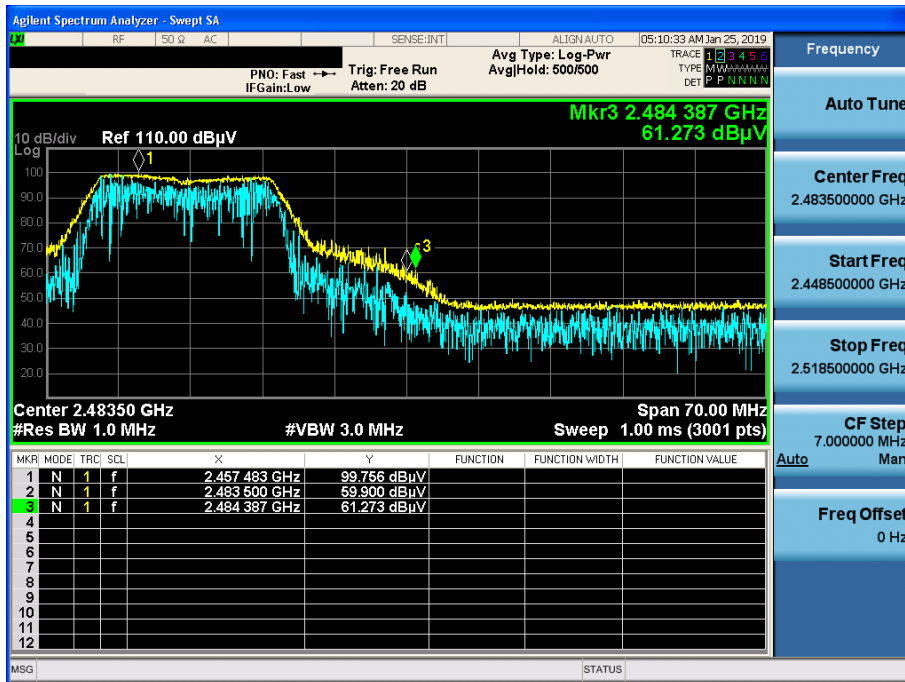 Agilent Spectrum Analyzer - Swept SA
LXI RF 50 Ω AC SENSE:INT ALIGN AUTO 05:10:33 AM Jan 25, 2019
PNO: Fast Trig: Free Run Avg Type: Log-Pwr TRACE 1 2 3 4 5 6
IFGain:Low Atten: 20 dB Avg|Hold: 500/500 TYPE M W W W W W
DET P P N N N N
Mkr3 2.484 387 GHz
61.273 dBµV
10 dB/div Ref 110.00 dBµV
Log
100
90.0
80.0
70.0
60.0
50.0
40.0
30.0
20.0
1
3
Center 2.48350 GHz Span 70.00 MHz
#Res BW 1.0 MHz #VBW 3.0 MHz Sweep 1.00 ms (3001 pts)
MKR MODE TRC SCL X Y FUNCTION FUNCTION WIDTH FUNCTION VALUE
1 N 1 f 2.457 483 GHz 99.756 dBµV
2 N 1 f 2.483 500 GHz 59.900 dBµV
3 N 1 f 2.484 387 GHz 61.273 dBµV
4
5
6
7
8
9
10
11
12
MSG STATUS
Frequency
Auto Tune
Center Freq
2.483500000 GHz
Start Freq
2.448500000 GHz
Stop Freq
2.518500000 GHz
CF Step
7.000000 MHz
Auto Man
Freq Offset
0 Hz